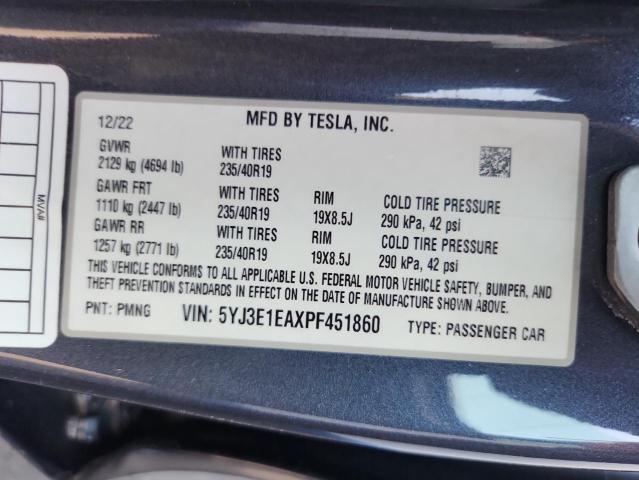 12/22 MFD BY TESLA, INC.
GVWR WITH TIRES
2129 kg (4694 lb) 235/40R19
GAWR FRT WITH TIRES RIM COLD TIRE PRESSURE
1110 kg (2447 lb) 235/40R19 19X8.5J 290 kPa, 42 psi
GAWR RR WITH TIRES RIM COLD TIRE PRESSURE
1257 kg (2771 lb) 235/40R19 19X8.5J 290 kPa, 42 psi
THIS VEHICLE CONFORMS TO ALL APPLICABLE U.S. FEDERAL MOTOR VEHICLE SAFETY, BUMPER, AND
THEFT PREVENTION STANDARDS IN EFFECT ON THE DATE OF MANUFACTURE SHOWN ABOVE.
PNT: PMNG VIN: 5YJ3E1EAXPF451860 TYPE: PASSENGER CAR
MVA#